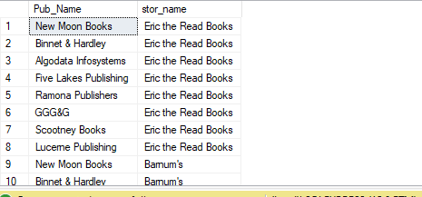 Pub_Name stor_name
1 New Moon Books Eric the Read Books
2 Binnet & Hardley Eric the Read Books
3 Algodata Infosystems Eric the Read Books
4 Five Lakes Publishing Eric the Read Books
5 Ramona Publishers Eric the Read Books
6 GGG&G Eric the Read Books
7 Scootney Books Eric the Read Books
8 Lucerne Publishing Eric the Read Books
9 New Moon Books Barnum's
10 Binnet & Hardley Barnum's